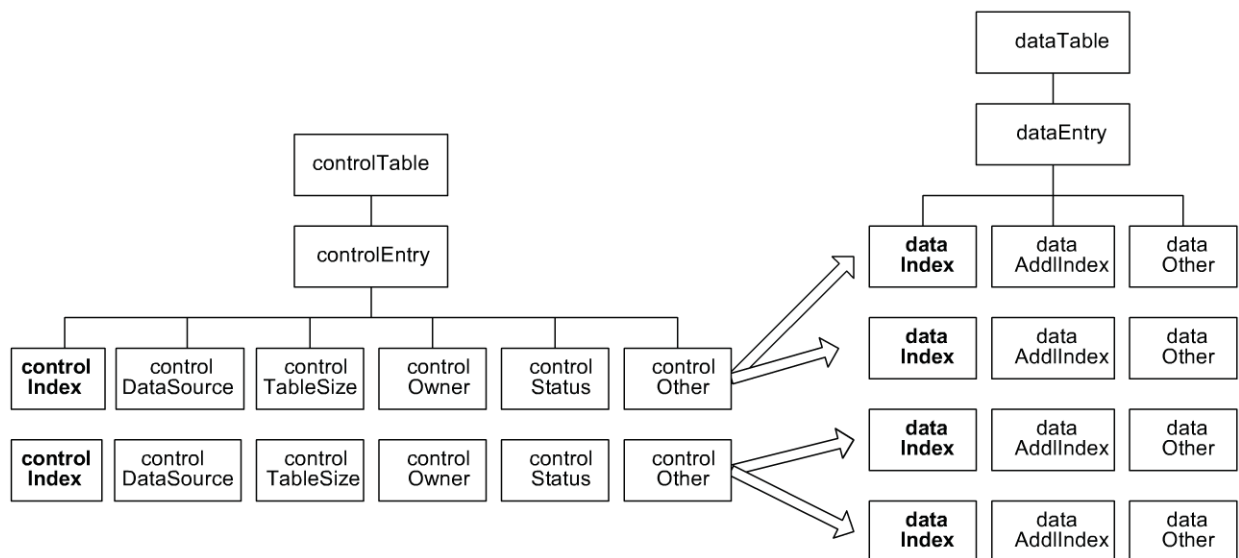 dataTable
dataEntry
controlTable
controlEntry
data
Index
data
AddlIndex
data
Other
data
Index
data
AddlIndex
data
Other
control
Index
control
DataSource
control
TableSize
control
Owner
control
Status
control
Other
data
Index
data
AddlIndex
data
Other
control
Index
control
DataSource
control
TableSize
control
Owner
control
Status
control
Other
data
Index
data
AddlIndex
data
Other